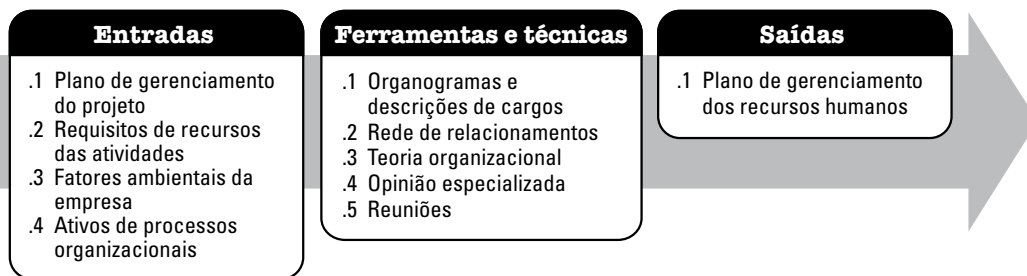 Entradas
.1 Plano de gerenciamento
do projeto
.2 Requisitos de recursos
das atividades
.3 Fatores ambientais da
empresa
.4 Ativos de processos
organizacionais
Ferramentas e técnicas
.1 Organogramas e
descrições de cargos
.2 Rede de relacionamentos
.3 Teoria organizacional
.4 Opinião especializada
.5 Reuniões
Saídas
.1 Plano de gerenciamento
dos recursos humanos